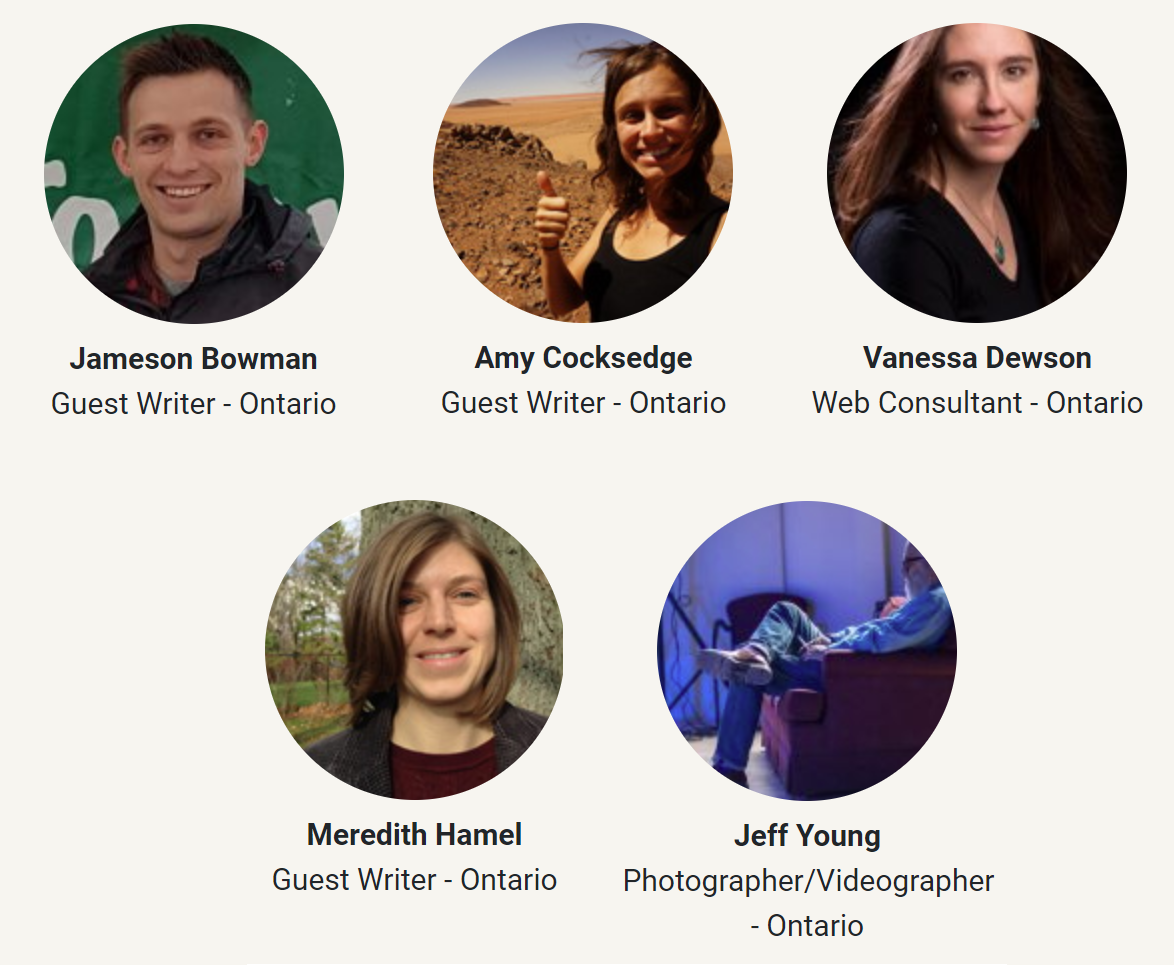 Jameson Bowman
Guest Writer - Ontario
Amy Cocksedge
Guest Writer - Ontario
Vanessa Dewson
Web Consultant - Ontario
Meredith Hamel
Guest Writer - Ontario
Jeff Young
Photographer/Videographer
- Ontario